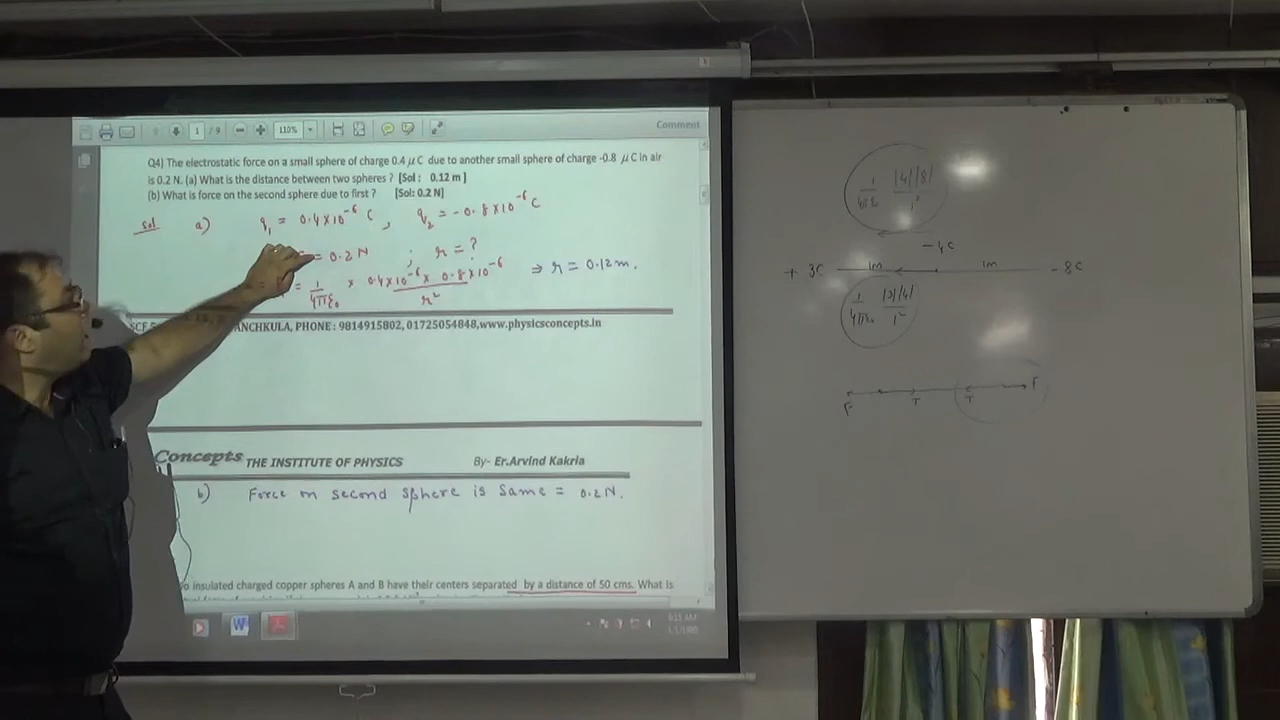 1 / 9
110%
Comment
Q4) The electrostatic force on a small sphere of charge 0.4 μC due to another small sphere of charge -0.8 μC in air
is 0.2 N. (a) What is the distance between two spheres ? [Sol : 0.12 m ]
(b) What is force on the second sphere due to first ? [Sol: 0.2 N]
Sol a) q₁ = 0.4×10⁻⁶ C , q₂ = -0.8×10⁻⁶ C
= 0.2 N ; r = ?
= 1/4πε₀ × 0.4×10⁻⁶ × 0.8×10⁻⁶/r² ⇒ r = 0.12 m.
ANCHKULA, PHONE : 9814915802, 01725054848,www.physicsconcepts.in
Concepts THE INSTITUTE OF PHYSICS By- Er.Arvind Kakria
b) Force on second sphere is same = 0.2 N.
o insulated charged copper spheres A and B have their centers separated by a distance of 50 cms. What is
1/4πε₀ |4||8|/1²
-4C
+ 3C 1m 1m - 8C
1/4πε₀ |3||4|/1²
F T T F